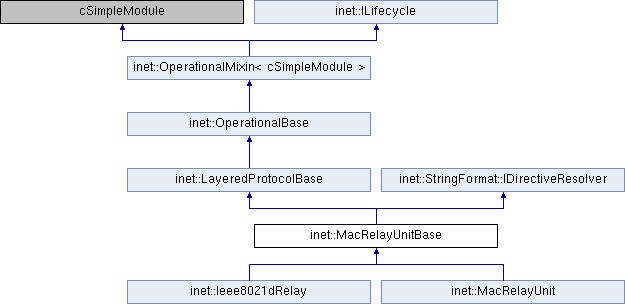 cSimpleModule
inet::ILifecycle
inet::OperationalMixin< cSimpleModule >
inet::OperationalBase
inet::LayeredProtocolBase
inet::StringFormat::IDirectiveResolver
inet::MacRelayUnitBase
inet::Ieee8021dRelay
inet::MacRelayUnit